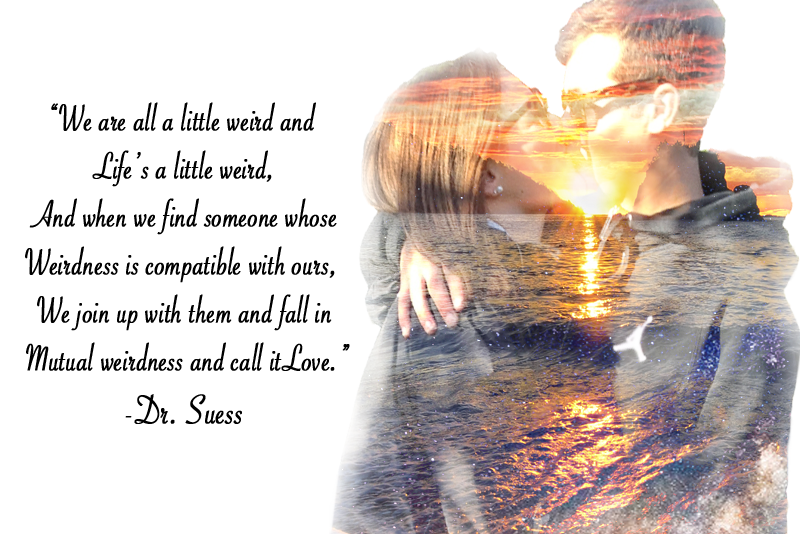 “We are all a little weird and
Life’s a little weird,
And when we find someone whose
Weirdness is compatible with ours,
We join up with them and fall in
Mutual weirdness and call itLove.”
-Dr. Suess